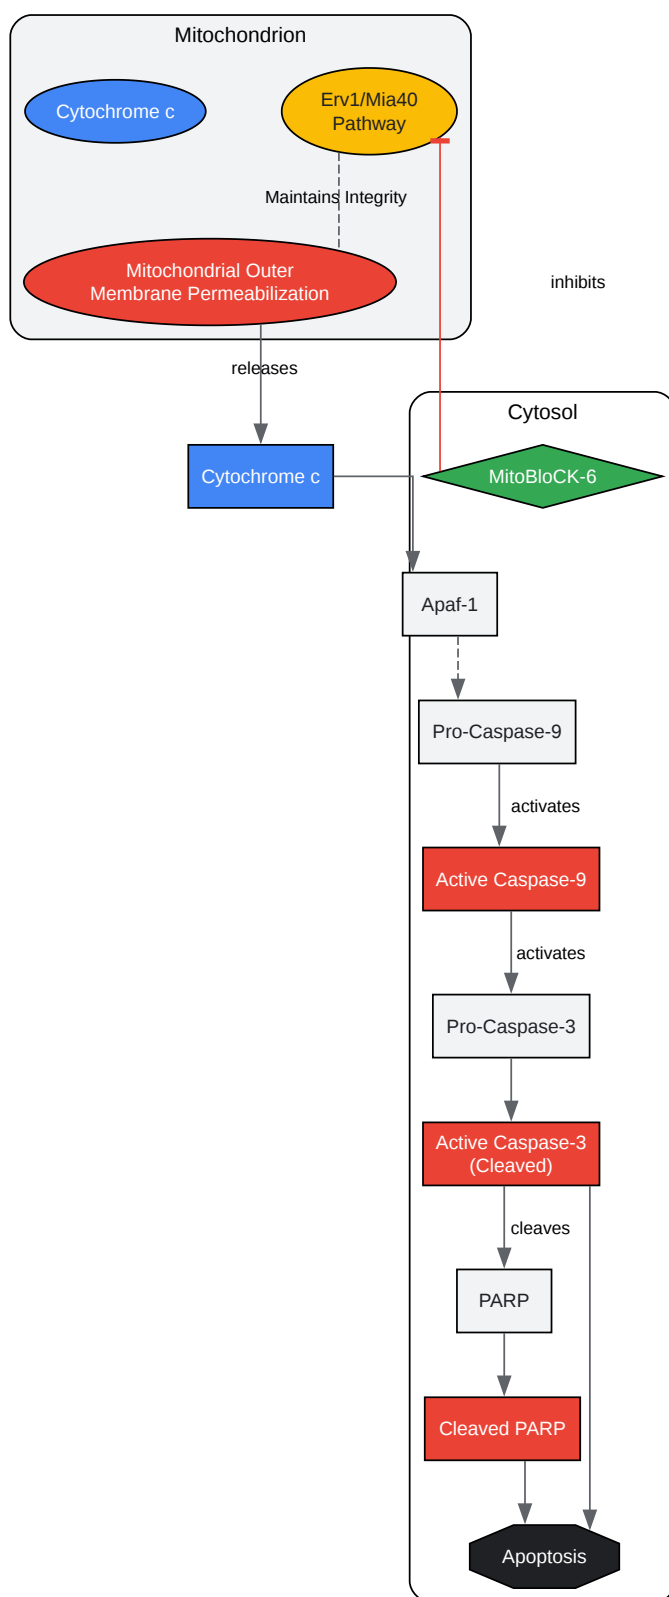 Mitochondrion
Cytochrome c
Erv1/Mia40
Pathway
Maintains Integrity
Mitochondrial Outer
Membrane Permeabilization
inhibits
releases
Cytosol
Cytochrome c
MitoBloCK-6
Apaf-1
Pro-Caspase-9
activates
Active Caspase-9
activates
Pro-Caspase-3
Active Caspase-3
(Cleaved)
cleaves
PARP
Cleaved PARP
Apoptosis